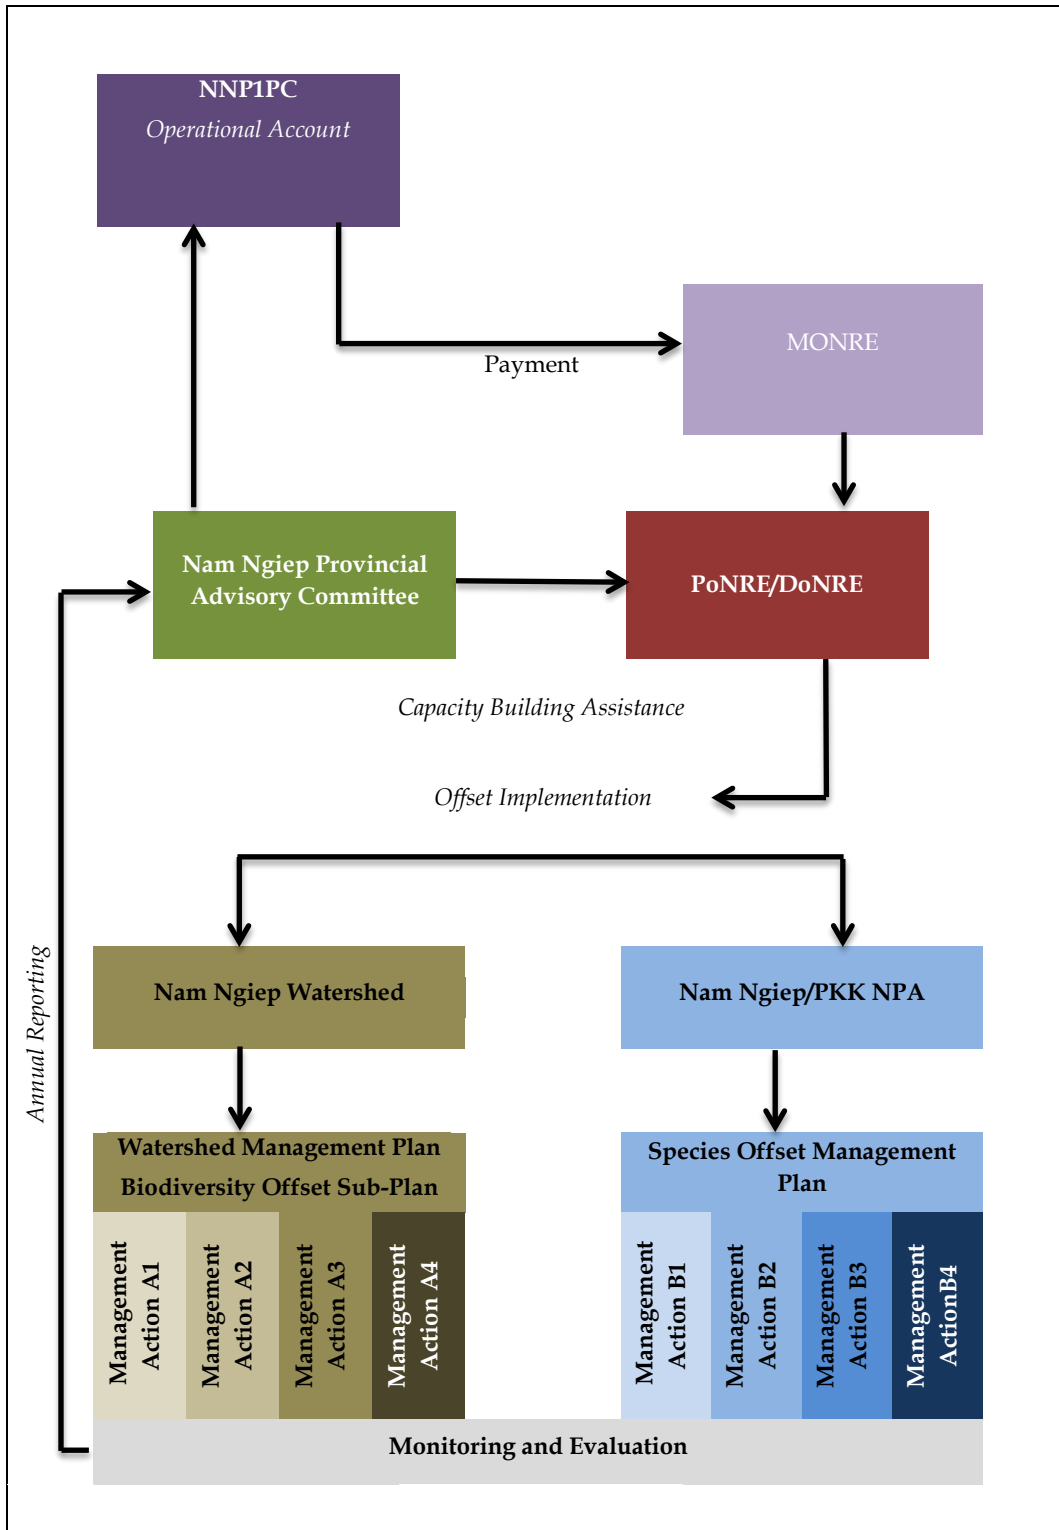 NNP1PC
Operational Account
MONRE
Payment
Nam Ngiep Provincial
Advisory Committee
PoNRE/DoNRE
Capacity Building Assistance
Offset Implementation
Annual Reporting
Nam Ngiep Watershed
Nam Ngiep/PKK NPA
Watershed Management Plan
Biodiversity Offset Sub-Plan
Species Offset Management
Plan
Management
Action A1
Management
Action A2
Management
Action A3
Management
Action A4
Management
Action B1
Management
Action B2
Management
Action B3
Management
ActionB4
Monitoring and Evaluation